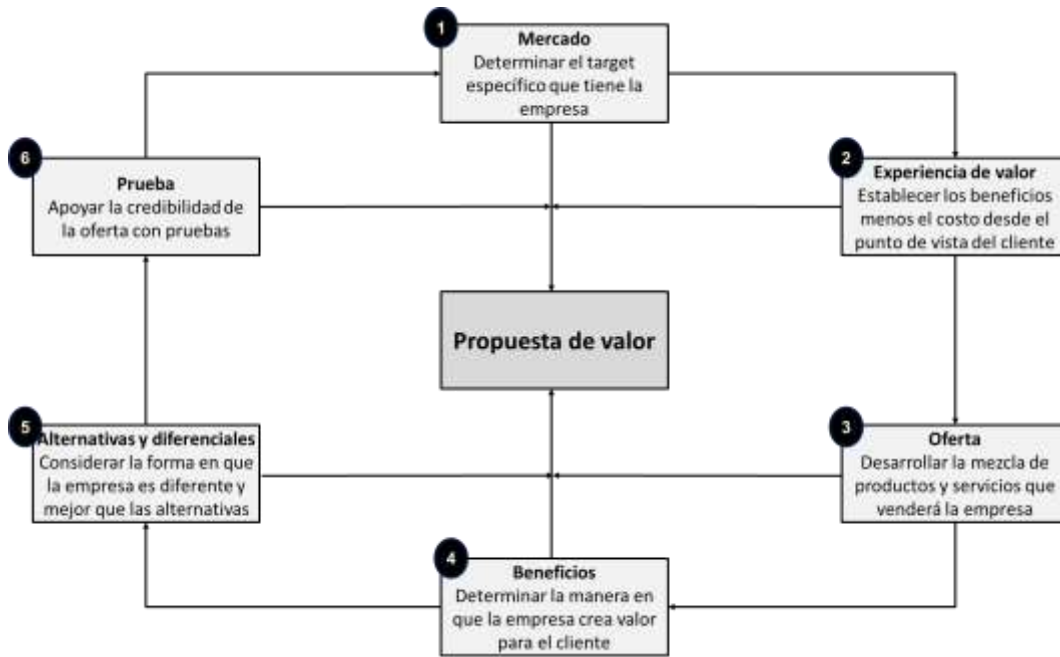 1
Mercado
Determinar el target
específico que tiene la
empresa
2
Experiencia de valor
Establecer los beneficios
menos el costo desde el
punto de vista del cliente
3
Oferta
Desarrollar la mezcla de
productos y servicios que
venderá la empresa
4
Beneficios
Determinar la manera en
que la empresa crea valor
para el cliente
5
Alternativas y diferenciales
Considerar la forma en que
la empresa es diferente y
mejor que las alternativas
6
Prueba
Apoyar la credibilidad de
la oferta con pruebas
Propuesta de valor